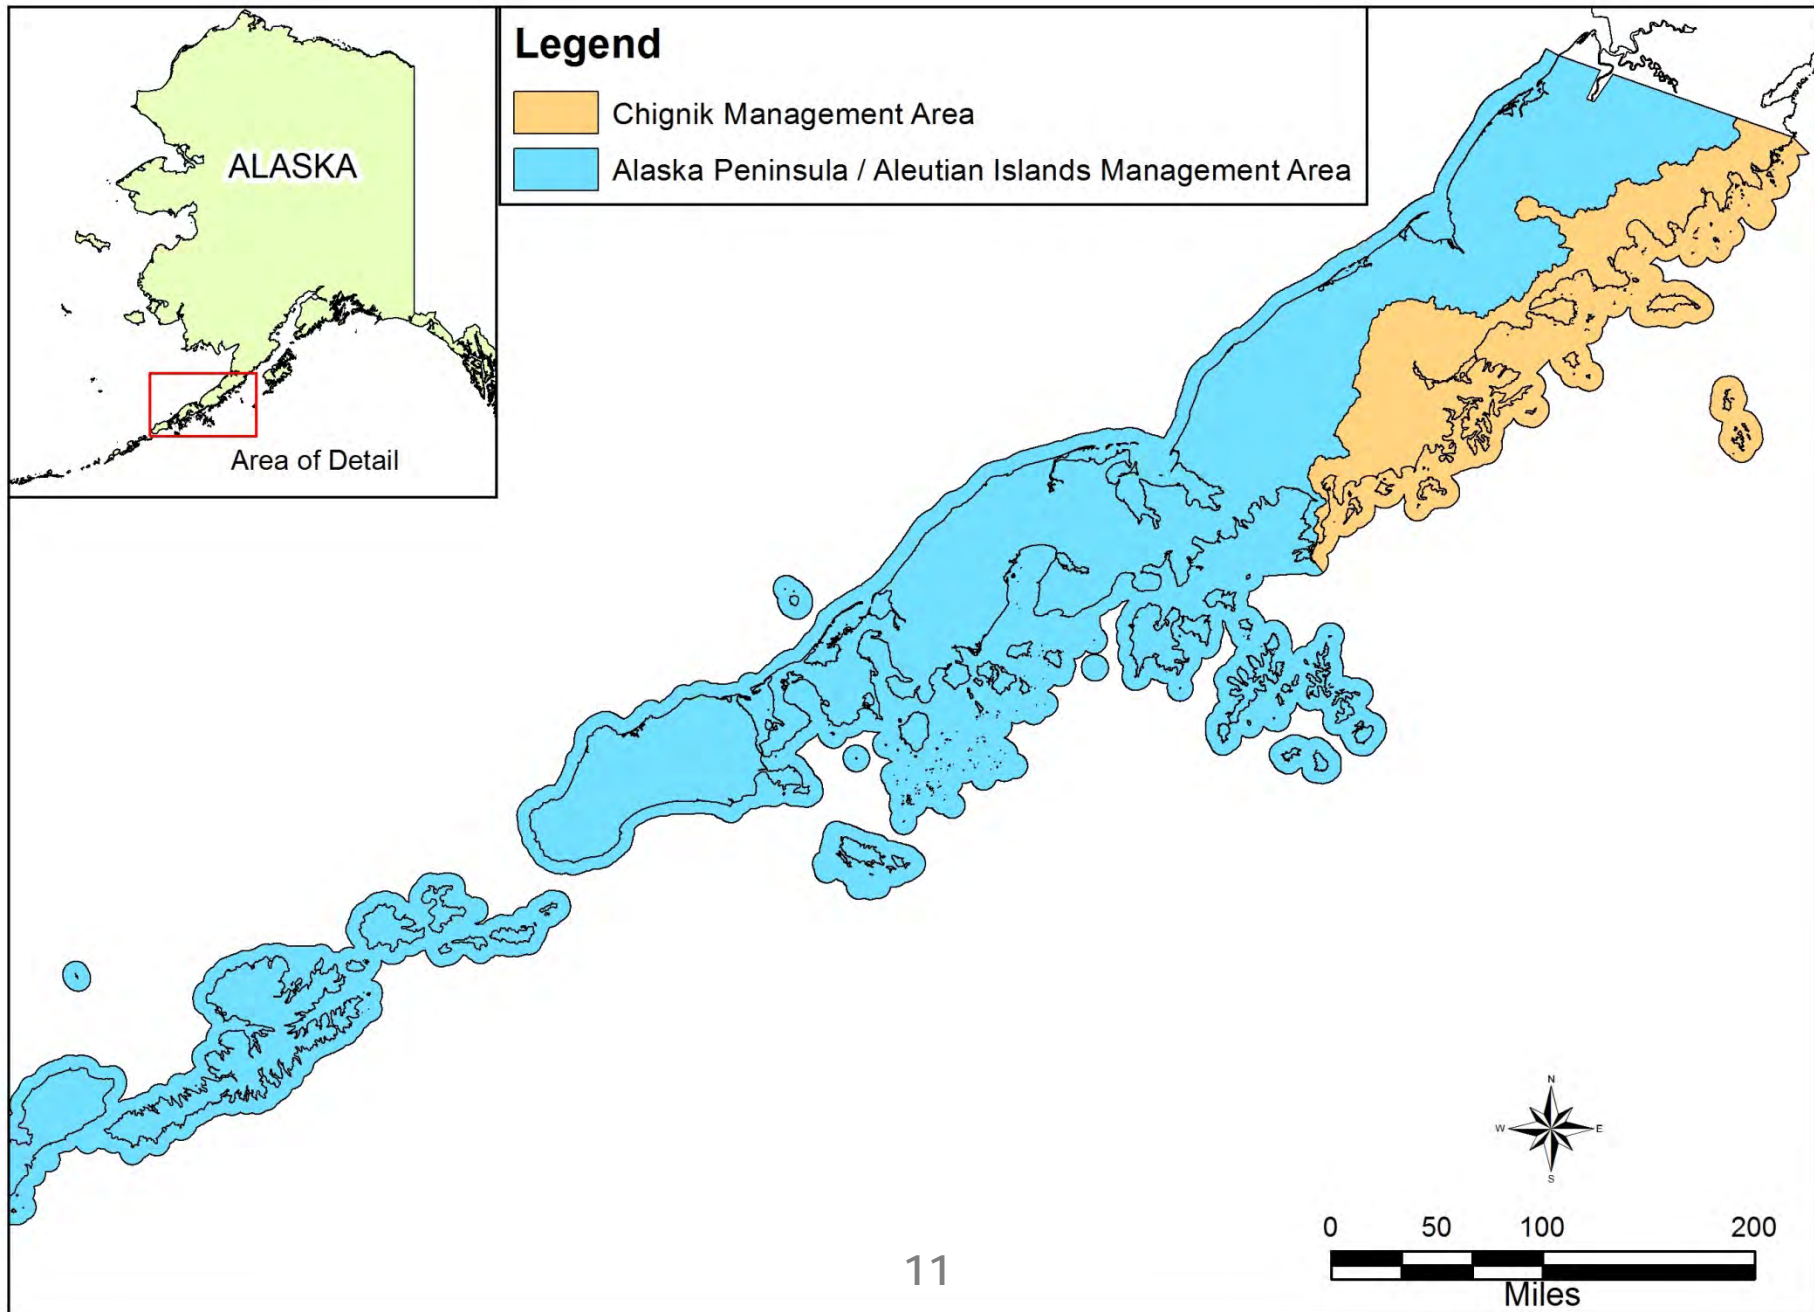 Legend
Chignik Management Area
Alaska Peninsula / Aleutian Islands Management Area
ALASKA
Area of Detail
N
W
E
S
0 50 100 200
Miles
11